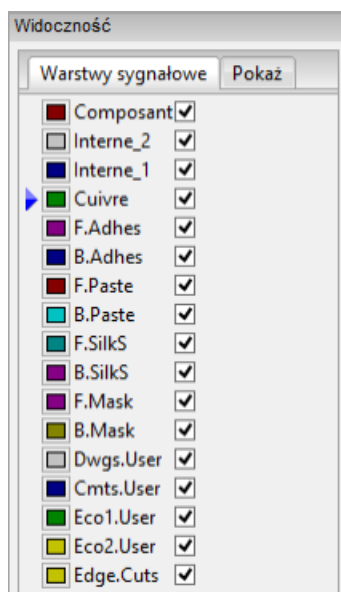 Widoczność
Warstwy sygnałowe Pokaż
Composant
Interne_2
Interne_1
Cuivre
F.Adhes
B.Adhes
F.Paste
B.Paste
F.SilkS
B.SilkS
F.Mask
B.Mask
Dwgs.User
Cmts.User
Eco1.User
Eco2.User
Edge.Cuts